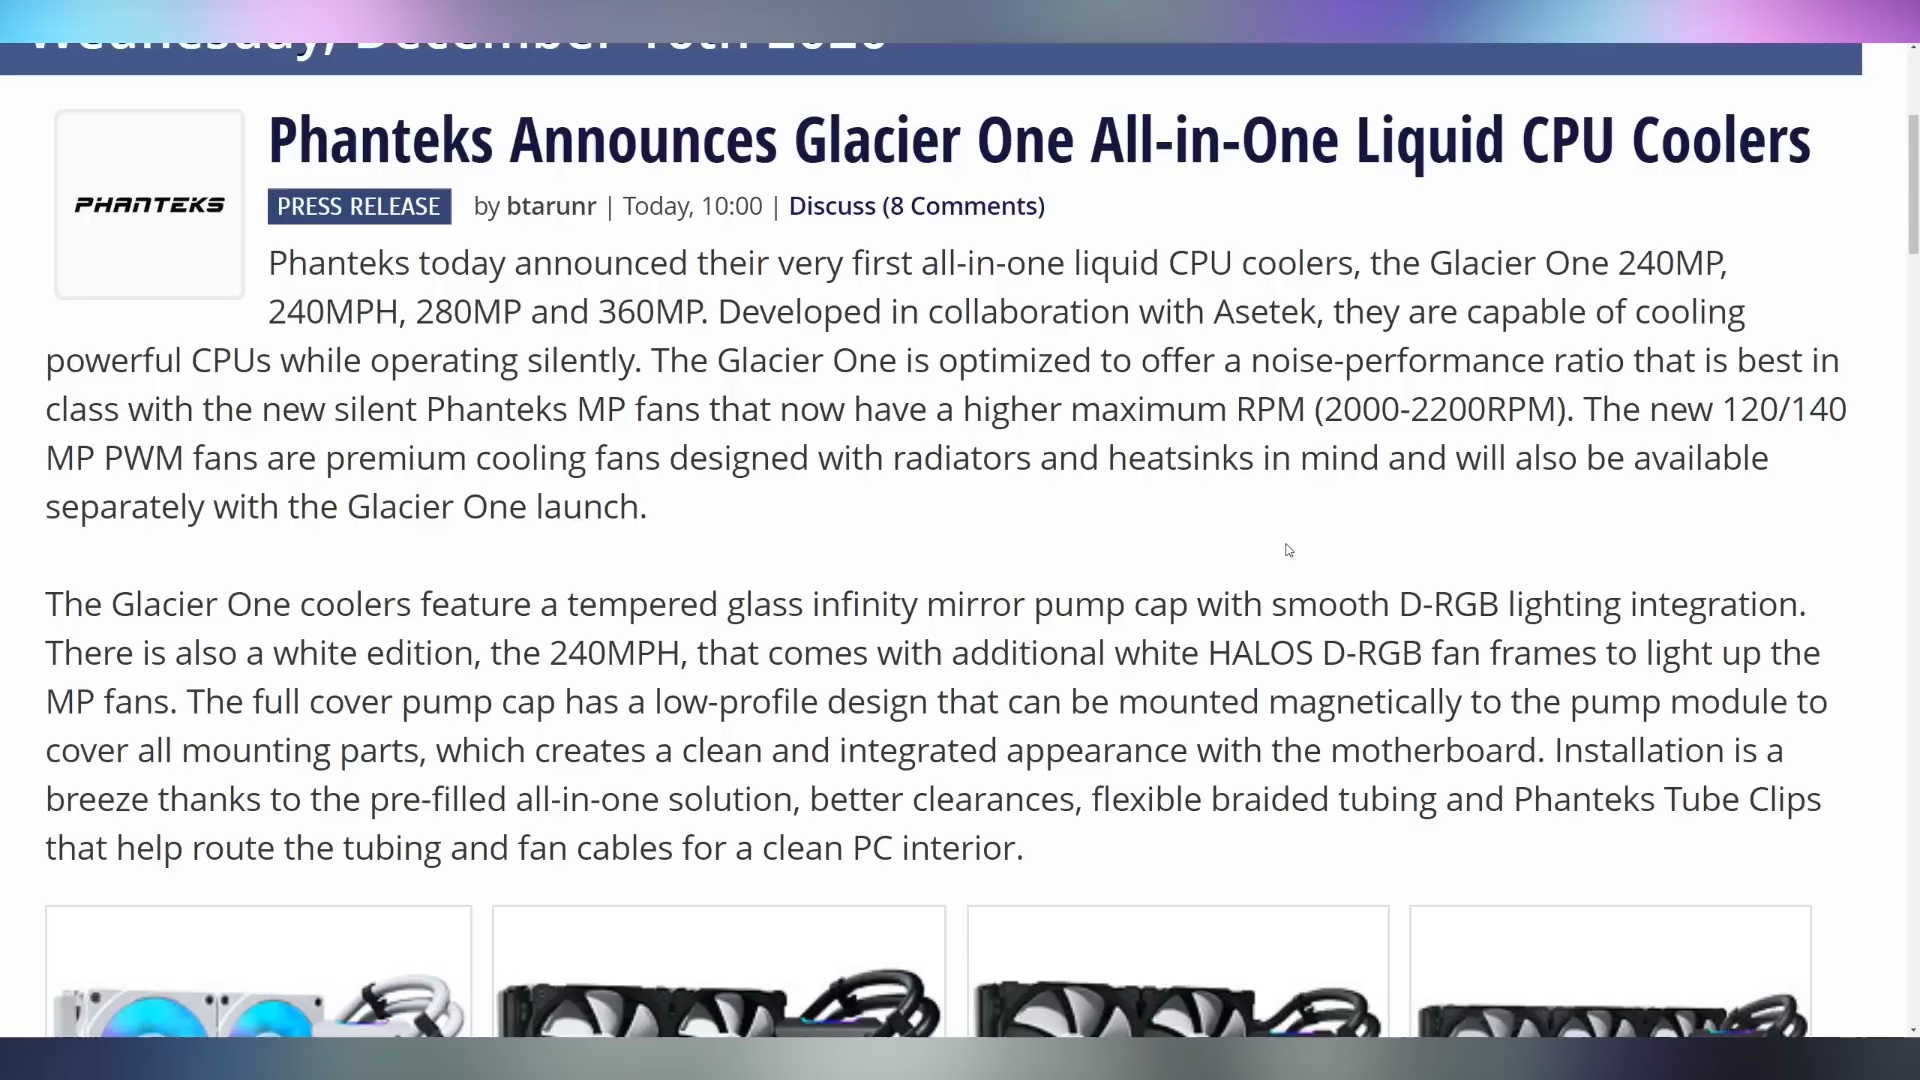 Wednesday, December 16th 2020
PHANTEKS
Phanteks Announces Glacier One All-in-One Liquid CPU Coolers
PRESS RELEASE by btarunr | Today, 10:00 | Discuss (8 Comments)
Phanteks today announced their very first all-in-one liquid CPU coolers, the Glacier One 240MP,
240MPH, 280MP and 360MP. Developed in collaboration with Asetek, they are capable of cooling
powerful CPUs while operating silently. The Glacier One is optimized to offer a noise-performance ratio that is best in
class with the new silent Phanteks MP fans that now have a higher maximum RPM (2000-2200RPM). The new 120/140
MP PWM fans are premium cooling fans designed with radiators and heatsinks in mind and will also be available
separately with the Glacier One launch.
The Glacier One coolers feature a tempered glass infinity mirror pump cap with smooth D-RGB lighting integration.
There is also a white edition, the 240MPH, that comes with additional white HALOS D-RGB fan frames to light up the
MP fans. The full cover pump cap has a low-profile design that can be mounted magnetically to the pump module to
cover all mounting parts, which creates a clean and integrated appearance with the motherboard. Installation is a
breeze thanks to the pre-filled all-in-one solution, better clearances, flexible braided tubing and Phanteks Tube Clips
that help route the tubing and fan cables for a clean PC interior.